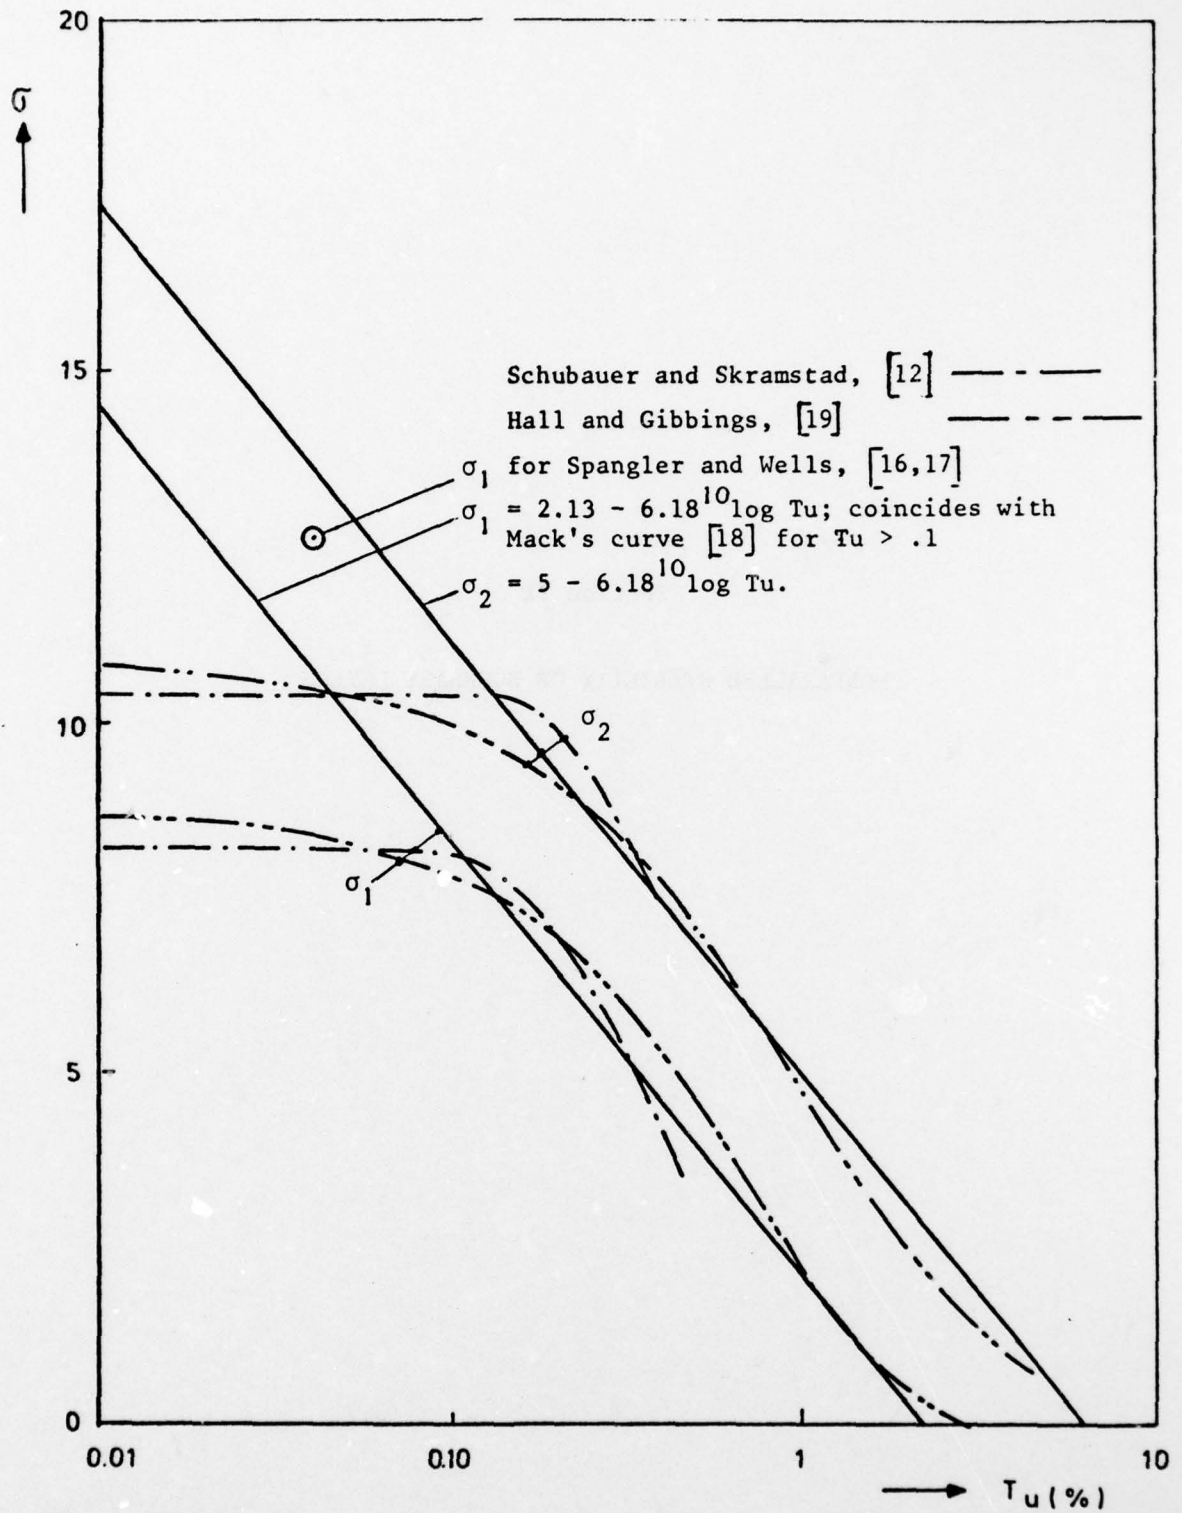 20
σ
15
Schubauer and Skramstad, [12]
Hall and Gibbings, [19]
σ1 for Spangler and Wells, [16,17]
σ1 = 2.13 - 6.18 10log Tu; coincides with
Mack's curve [18] for Tu > .1
σ2 = 5 - 6.18 10log Tu.
10
σ2
σ1
5
0
0.01
0.10
1
10
Tu (%)